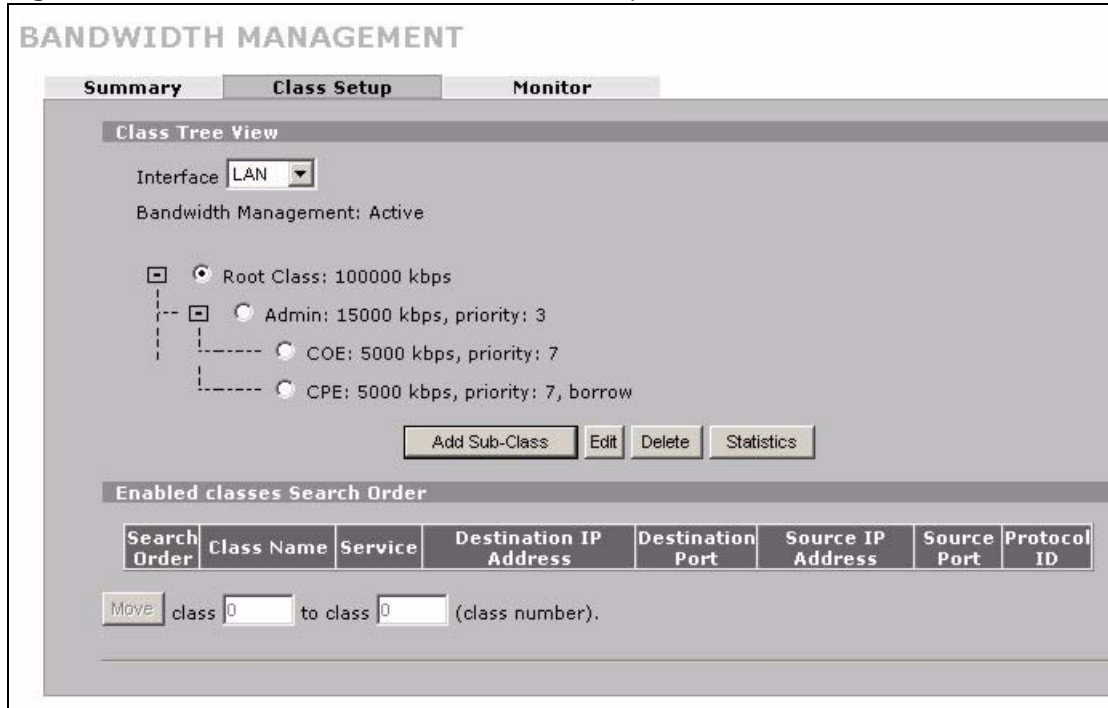 BANDWIDTH MANAGEMENT
Summary Class Setup Monitor
Class Tree View
Interface LAN
Bandwidth Management: Active
Root Class: 100000 kbps
Admin: 15000 kbps, priority: 3
COE: 5000 kbps, priority: 7
CPE: 5000 kbps, priority: 7, borrow
Add Sub-Class Edit Delete Statistics
Enabled classes Search Order
Search Order Class Name Service Destination IP Address Destination Port Source IP Address Source Port Protocol ID
Move class 0 to class 0 (class number).